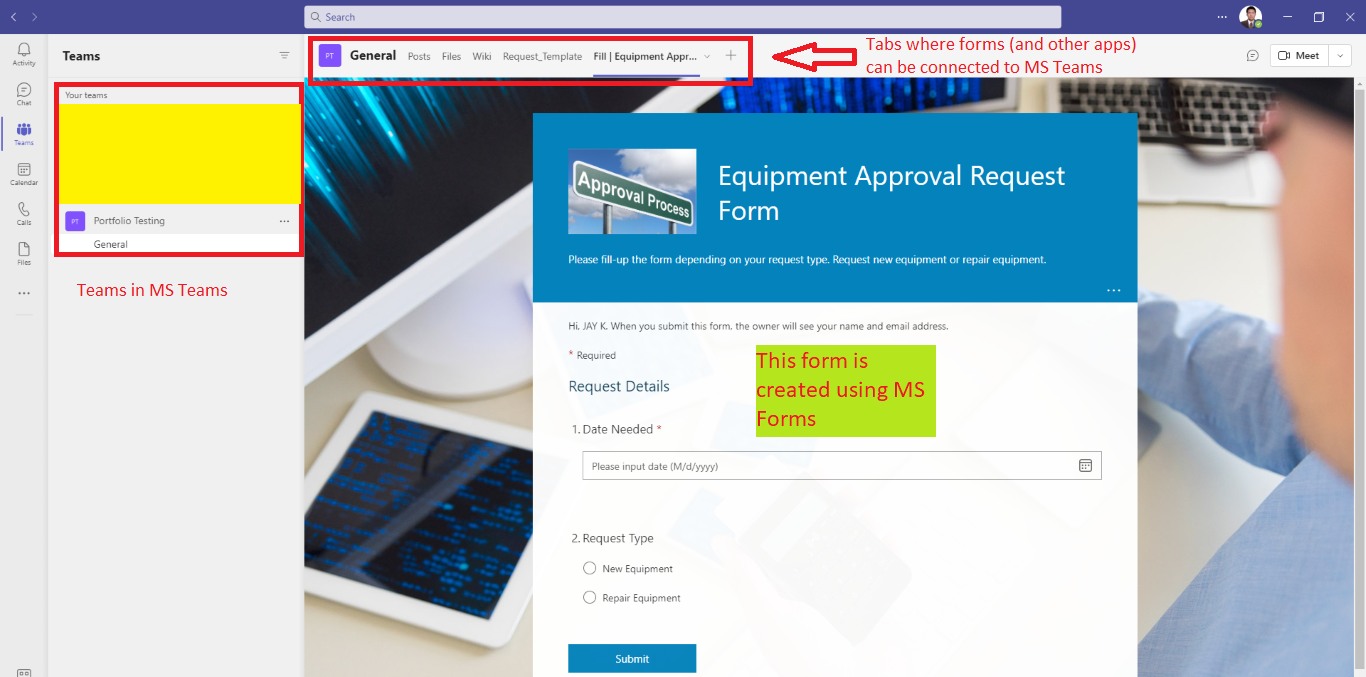 Search
Activity
Chat
Teams
Calendar
Calls
Files
Teams
Your teams
PT
Portfolio Testing
General
Teams in MS Teams
PT
General
Posts
Files
Wiki
Request_Template
Fill | Equipment Appr...
Tabs where forms (and other apps)
can be connected to MS Teams
Meet
Approval Process
Equipment Approval Request
Form
Please fill-up the form depending on your request type. Request new equipment or repair equipment.
Hi, JAY K. When you submit this form, the owner will see your name and email address.
* Required
Request Details
This form is
created using MS
Forms
1. Date Needed *
Please input date (M/d/yyyy)
2. Request Type
New Equipment
Repair Equipment
Submit